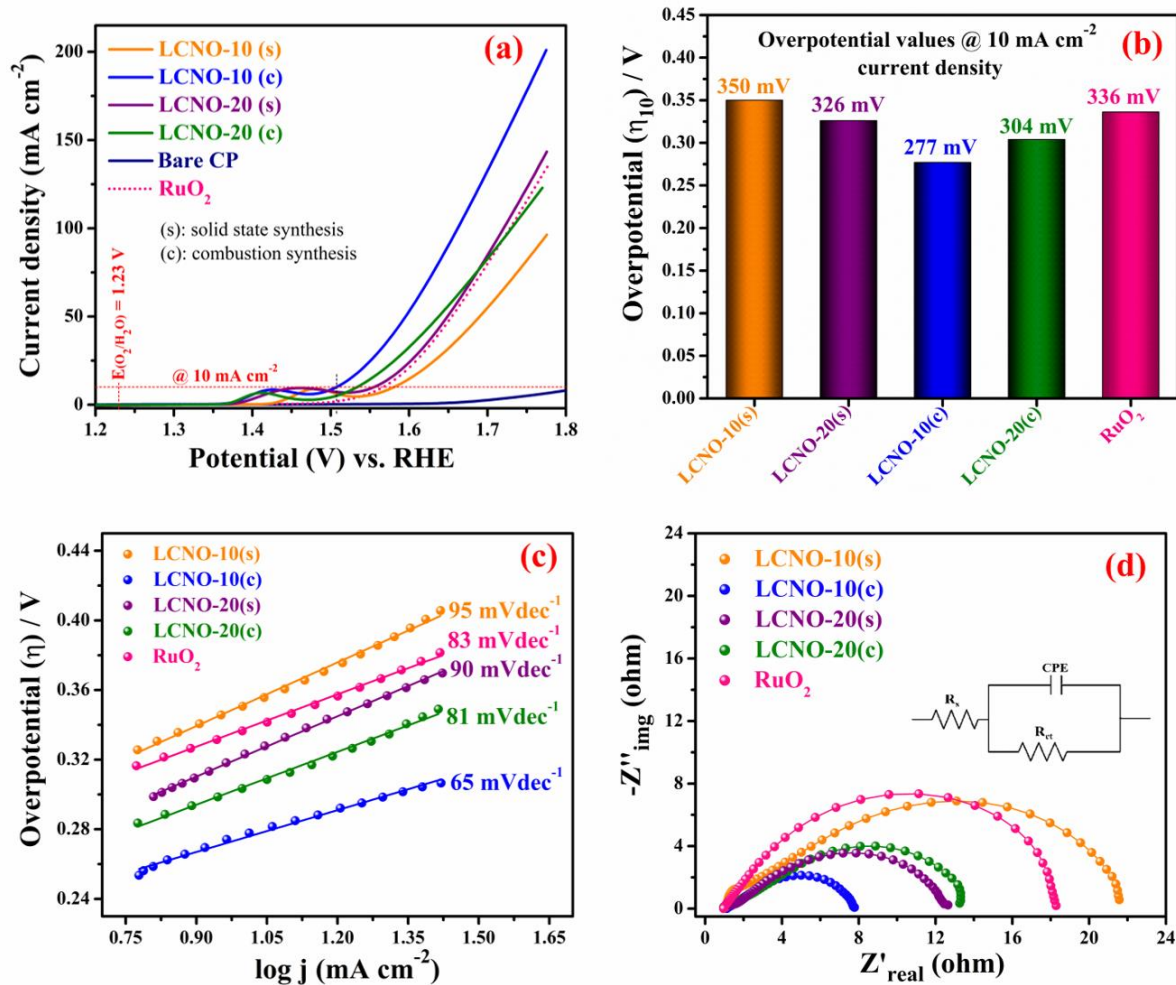 (a)
LCNO-10 (s)
LCNO-10 (c)
LCNO-20 (s)
LCNO-20 (c)
Bare CP
RuO₂
(s): solid state synthesis
(c): combustion synthesis
E(O₂/H₂O) = 1.23 V
@ 10 mA cm⁻²
200
150
100
50
0
Current density (mA cm⁻²)
1.2 1.3 1.4 1.5 1.6 1.7 1.8
Potential (V) vs. RHE
(b)
Overpotential values @ 10 mA cm⁻²
current density
350 mV
326 mV
277 mV
304 mV
336 mV
0.45
0.40
0.35
0.30
0.25
0.20
0.15
0.10
0.05
0.00
Overpotential (η₁₀) / V
LCNO-10(s)
LCNO-20(s)
LCNO-10(c)
LCNO-20(c)
RuO₂
(c)
LCNO-10(s)
LCNO-10(c)
LCNO-20(s)
LCNO-20(c)
RuO₂
95 mVdec⁻¹
83 mVdec⁻¹
90 mVdec⁻¹
81 mVdec⁻¹
65 mVdec⁻¹
0.44
0.40
0.36
0.32
0.28
0.24
Overpotential (η) / V
0.75 0.90 1.05 1.20 1.35 1.50 1.65
log j (mA cm⁻²)
(d)
LCNO-10(s)
LCNO-10(c)
LCNO-20(s)
LCNO-20(c)
RuO₂
CPE
Rs
Rct
24
20
16
12
8
4
0
-Z''img (ohm)
0 4 8 12 16 20 24
Z'real (ohm)